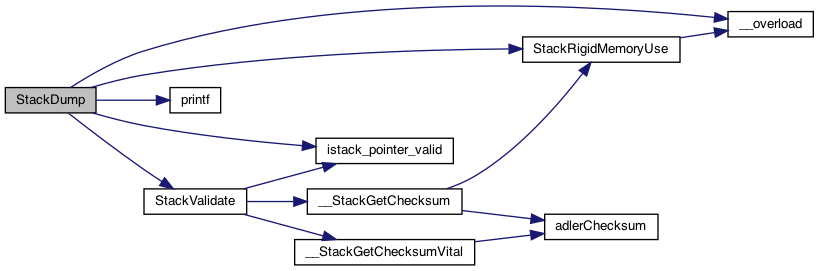 __overload
StackRigidMemoryUse
StackDump
printf
istack_pointer_valid
StackValidate
__StackGetChecksum
adlerChecksum
__StackGetChecksumVital